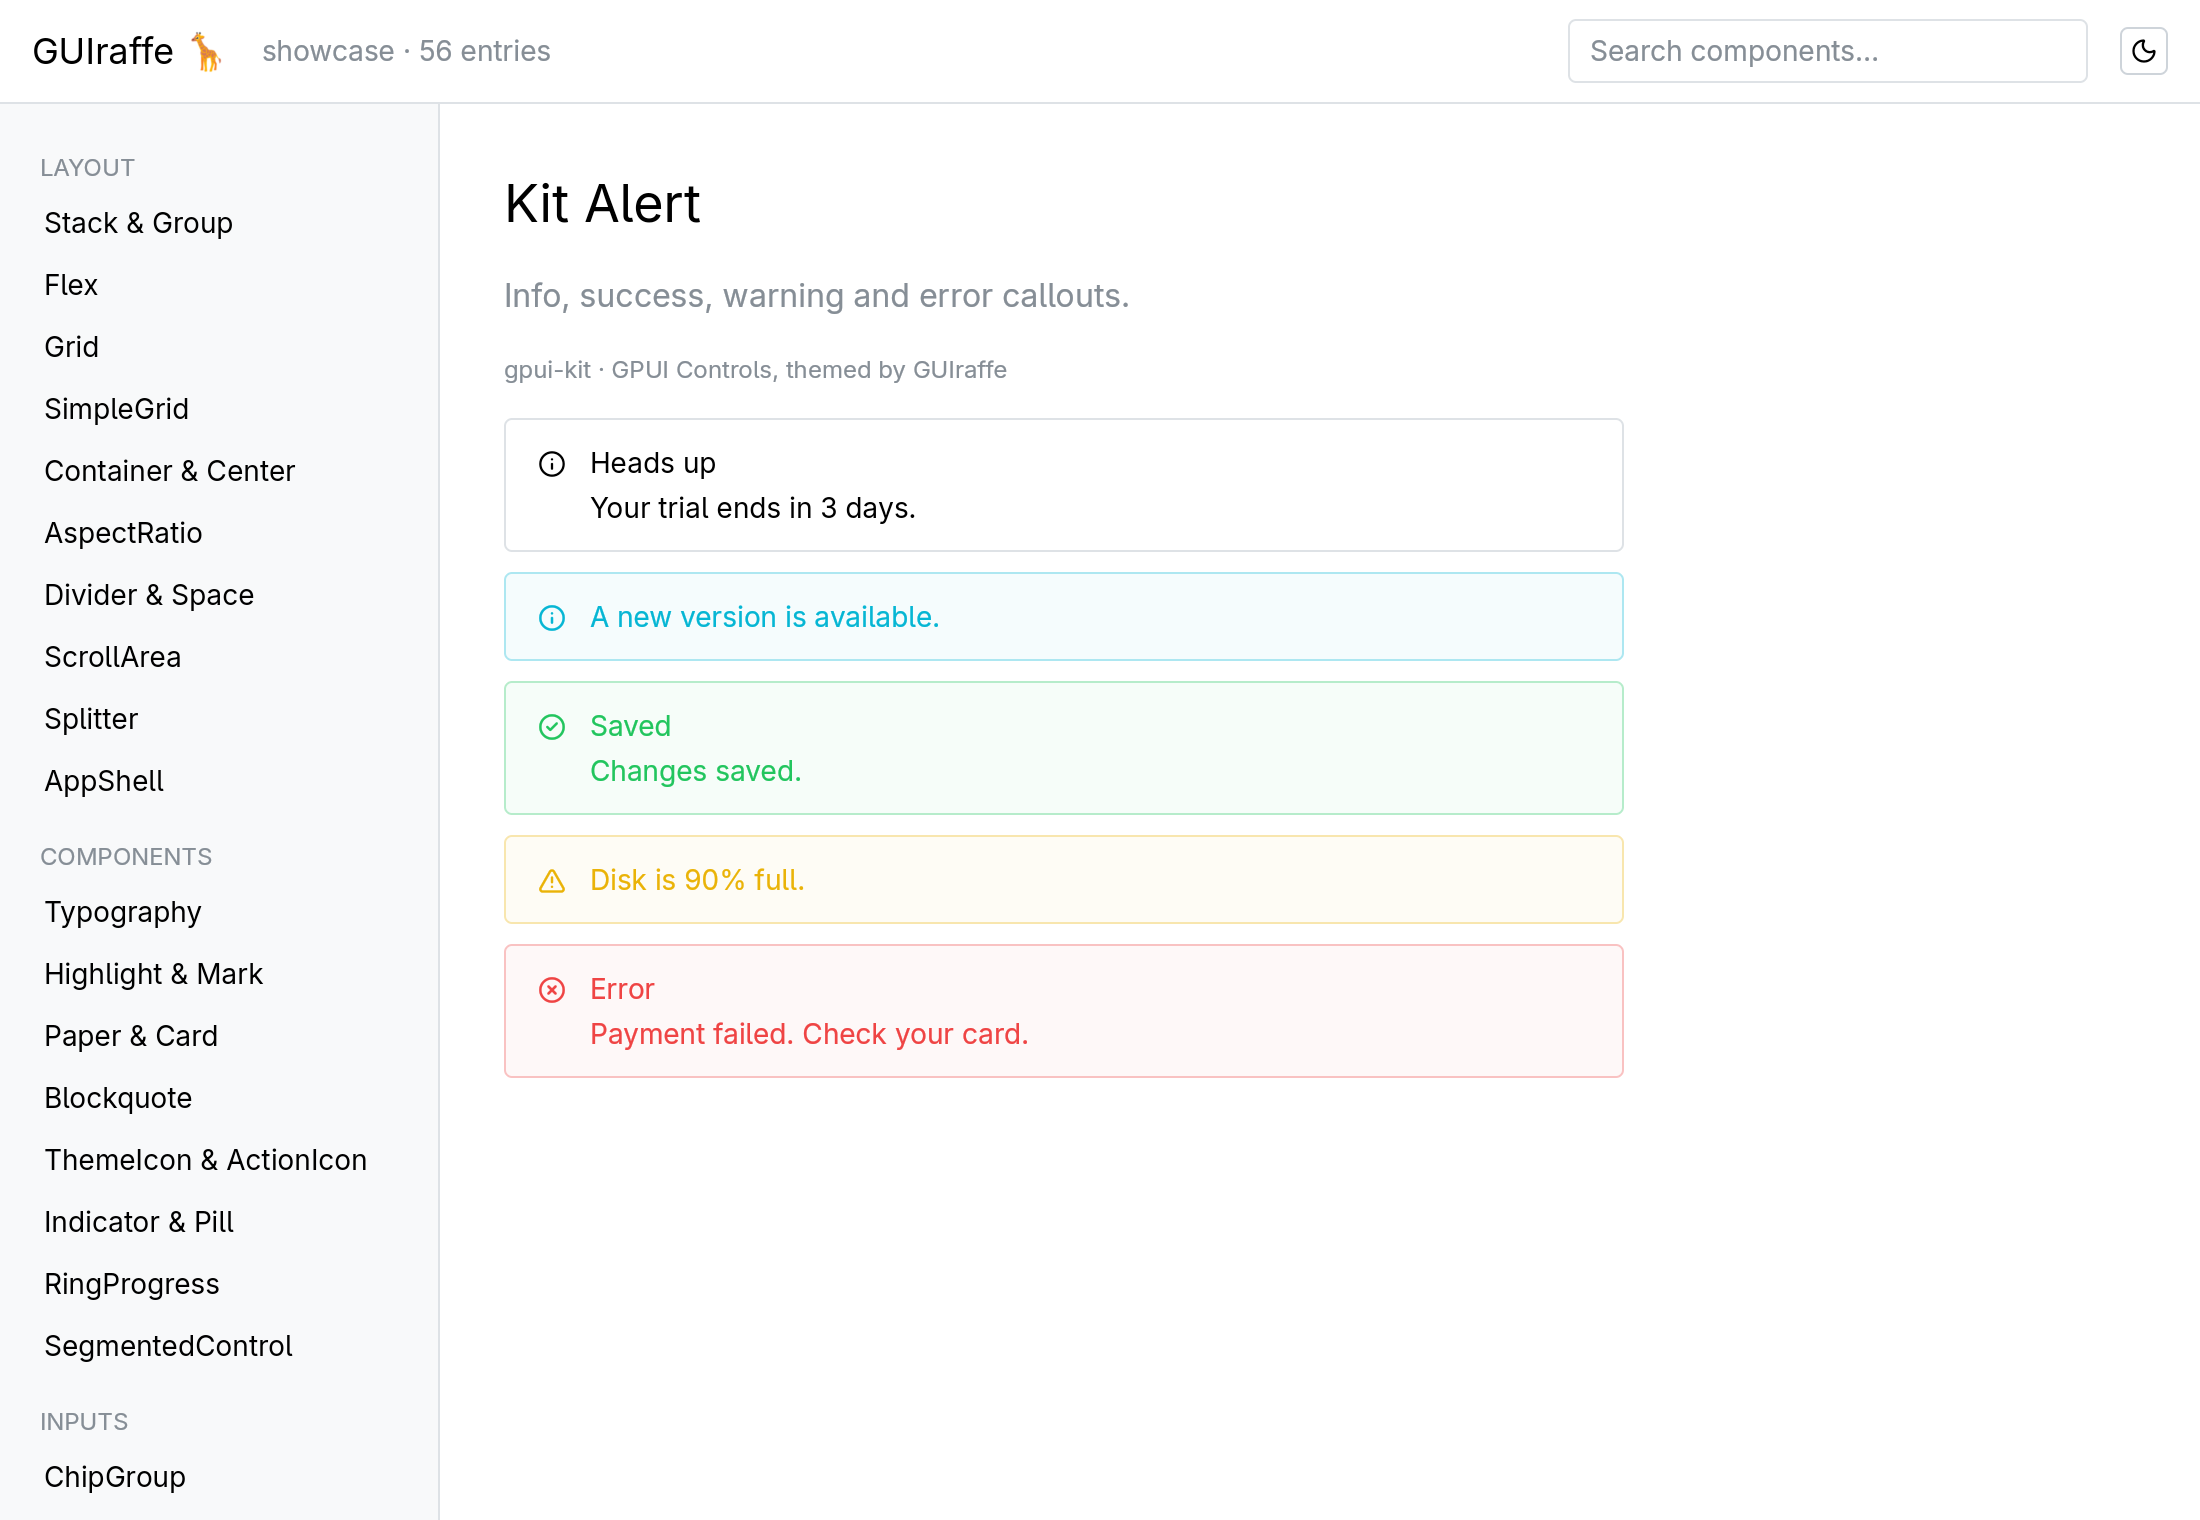 GUIraffe 🦒 showcase · 56 entries
Search components...
LAYOUT
Stack & Group
Flex
Grid
SimpleGrid
Container & Center
AspectRatio
Divider & Space
ScrollArea
Splitter
AppShell
COMPONENTS
Typography
Highlight & Mark
Paper & Card
Blockquote
ThemeIcon & ActionIcon
Indicator & Pill
RingProgress
SegmentedControl
INPUTS
ChipGroup
Kit Alert
Info, success, warning and error callouts.
gpui-kit · GPUI Controls, themed by GUIraffe
Heads up
Your trial ends in 3 days.
A new version is available.
Saved
Changes saved.
Disk is 90% full.
Error
Payment failed. Check your card.